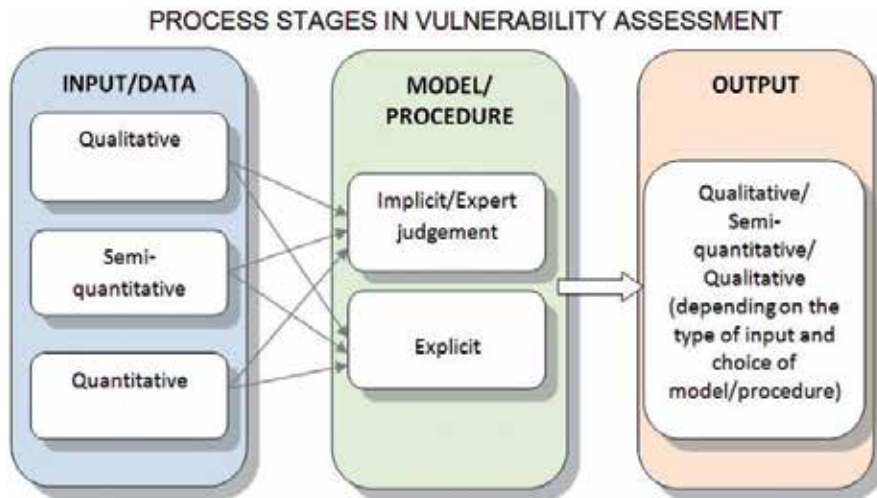 PROCESS STAGES IN VULNERABILITY ASSESSMENT
INPUT/DATA
Qualitative
Semi-
quantitative
Quantitative
MODEL/
PROCEDURE
Implicit/Expert
judgement
Explicit
OUTPUT
Qualitative/
Semi-
quantitative/
Qualitative
(depending on the
type of input and
choice of
model/procedure)